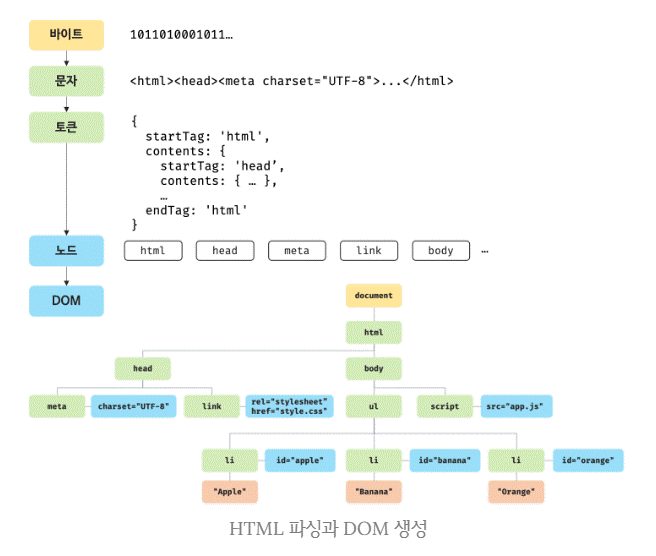 바이트
1011010001011…
문자
<html><head><meta charset="UTF-8">...</html>
토큰
{
startTag: 'html',
contents: {
startTag: 'head’,
contents: { … },
…
endTag: 'html'
}
노드
html head meta link body …
DOM
document
html
head body
meta charset="UTF-8" link rel="stylesheet"
href="style.css" ul script src="app.js"
li id="apple" li id="banana" li id="orange"
"Apple" "Banana" "Orange"
HTML 파싱과 DOM 생성